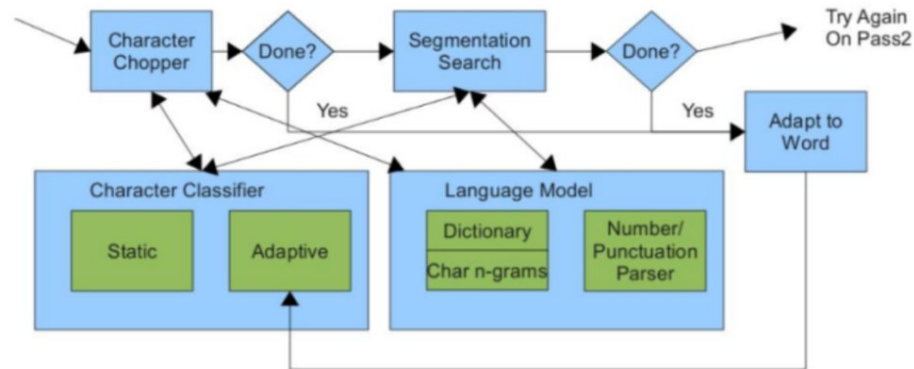 Character
Chopper
Done?
Segmentation
Search
Done?
Try Again
On Pass2
Yes
Yes
Adapt to
Word
Character Classifier
Static
Adaptive
Language Model
Dictionary
Char n-grams
Number/
Punctuation
Parser